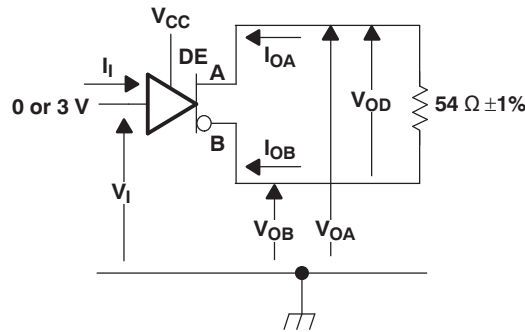 V_CC
DE
I_I
A
I_OA
0 or 3 V
V_OD
54 Ω ±1%
B
I_OB
V_I
V_OB
V_OA